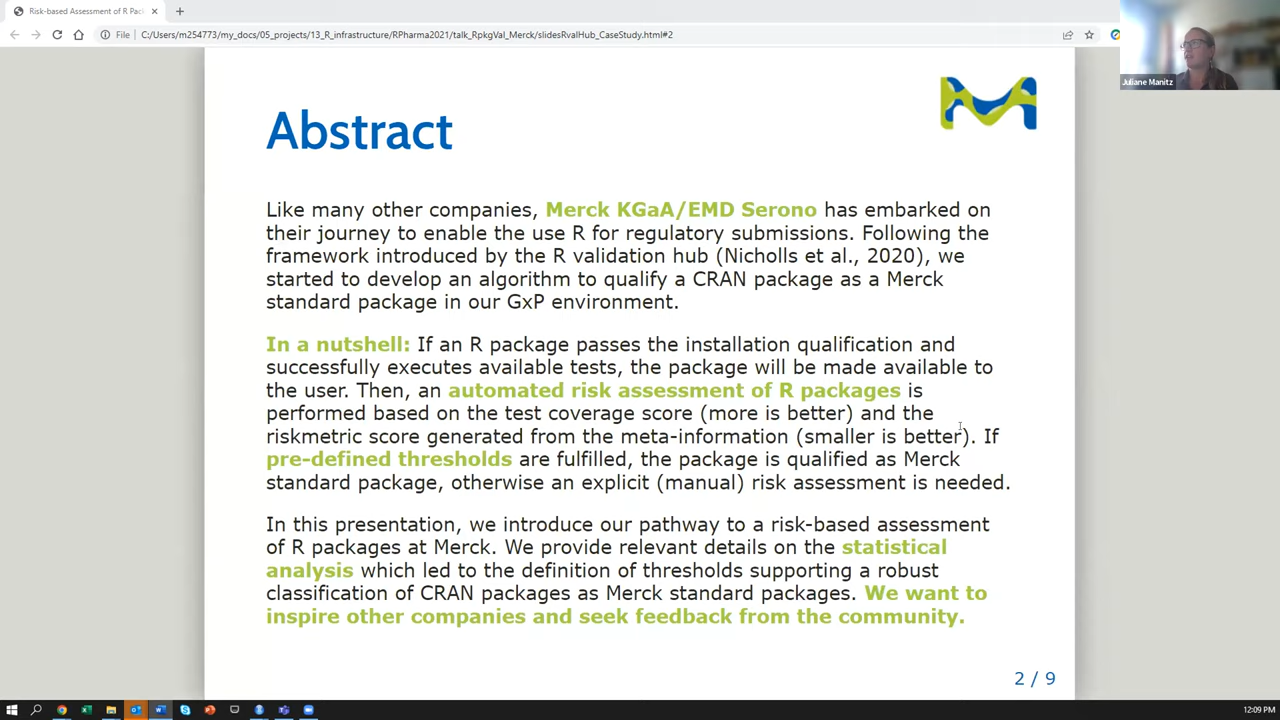 Risk-based Assessment of R Pac
File
C:/Users/m254773/my_docs/05_projects/13_R_infrastructure/RPharma2021/talk_RpkgVal_Merck/slidesRvalHub_CaseStudy.html#2
Juliane Manitz
Abstract
Like many other companies, Merck KGaA/EMD Serono has embarked on
their journey to enable the use R for regulatory submissions. Following the
framework introduced by the R validation hub (Nicholls et al., 2020), we
started to develop an algorithm to qualify a CRAN package as a Merck
standard package in our GxP environment.
In a nutshell: If an R package passes the installation qualification and
successfully executes available tests, the package will be made available to
the user. Then, an automated risk assessment of R packages is
performed based on the test coverage score (more is better) and the
riskmetric score generated from the meta-information (smaller is better). If
pre-defined thresholds are fulfilled, the package is qualified as Merck
standard package, otherwise an explicit (manual) risk assessment is needed.
In this presentation, we introduce our pathway to a risk-based assessment
of R packages at Merck. We provide relevant details on the statistical
analysis which led to the definition of thresholds supporting a robust
classification of CRAN packages as Merck standard packages. We want to
inspire other companies and seek feedback from the community.
2 / 9
12:09 PM